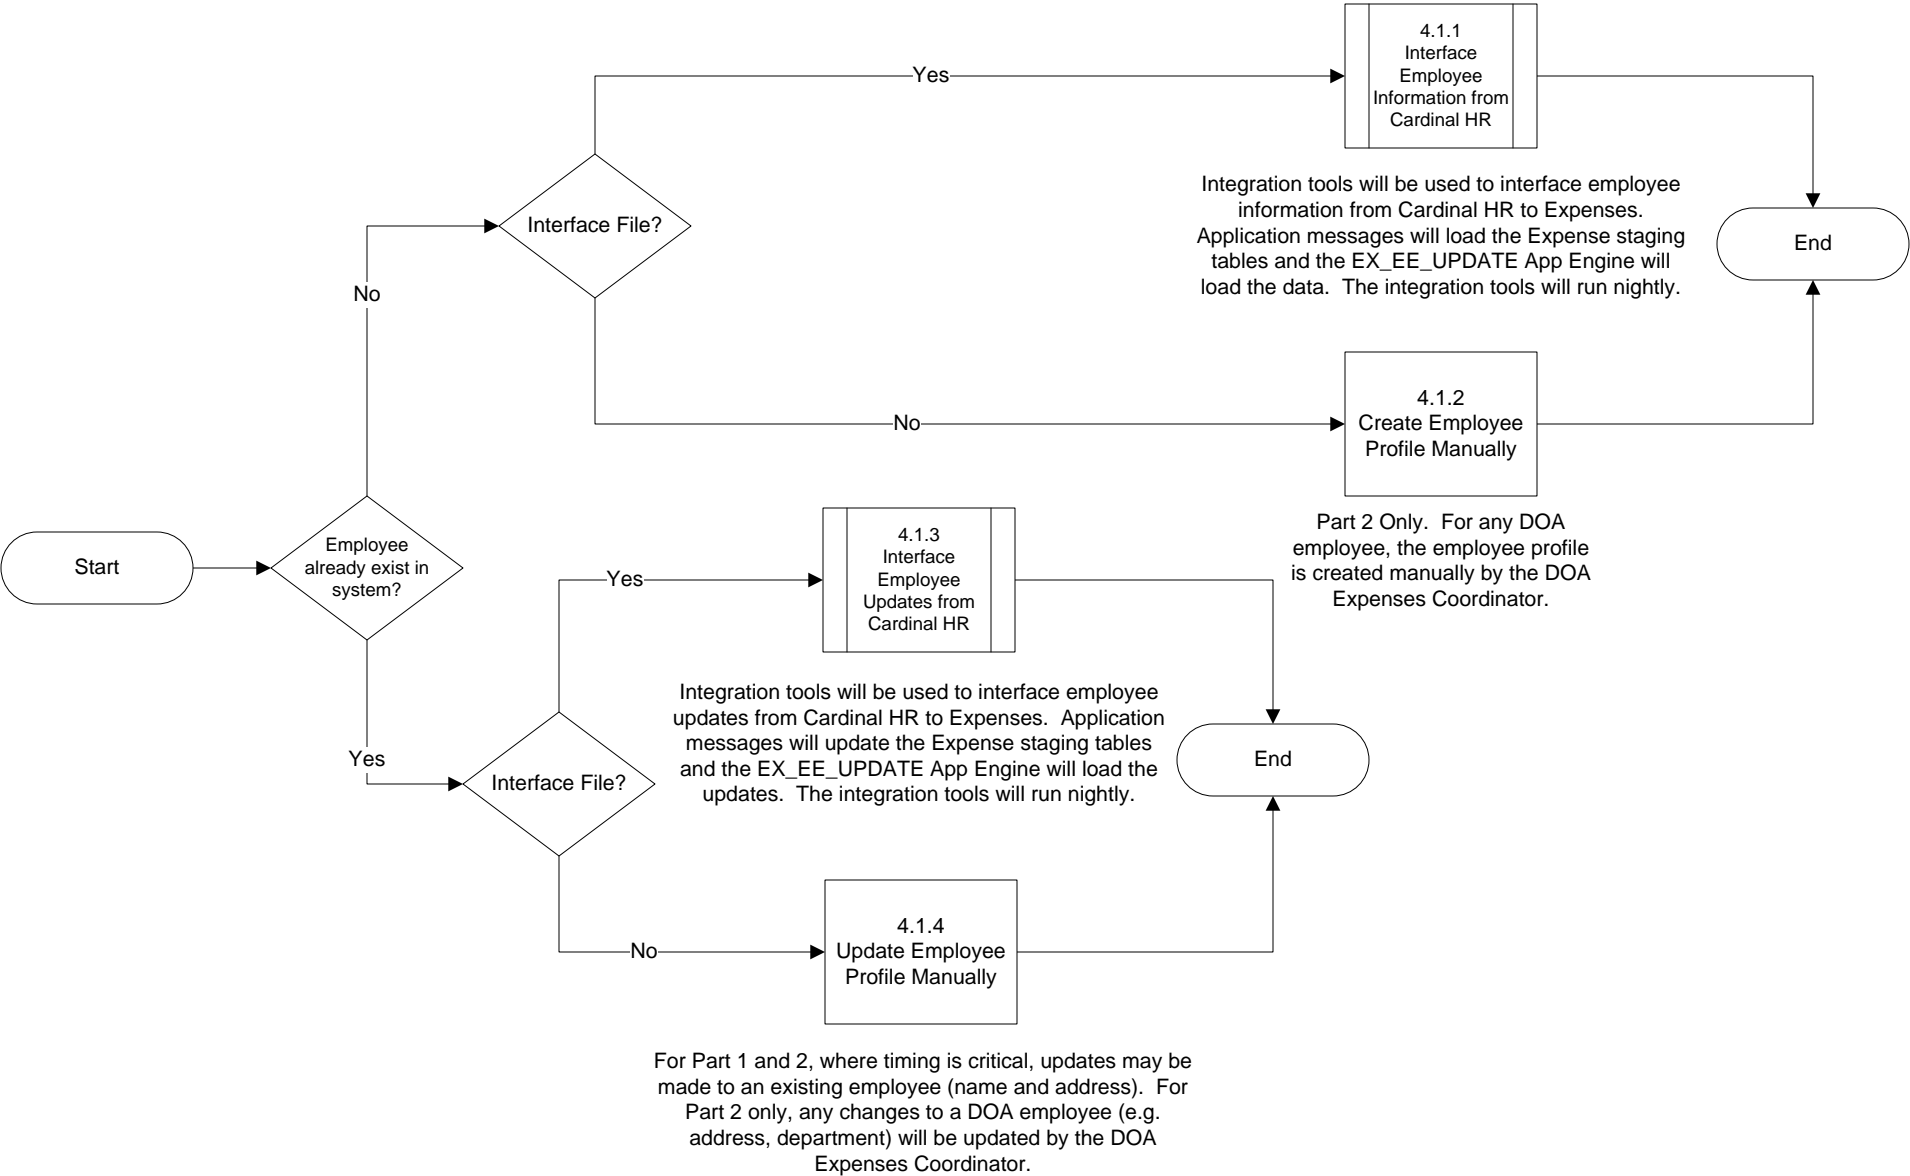 4.1.1
Interface
Employee
Information from
Cardinal HR
Yes
Integration tools will be used to interface employee
information from Cardinal HR to Expenses.
Application messages will load the Expense staging
tables and the EX_EE_UPDATE App Engine will
load the data.  The integration tools will run nightly.
End
Interface File?
No
No
4.1.2
Create Employee
Profile Manually
Part 2 Only.  For any DOA
employee, the employee profile
is created manually by the DOA
Expenses Coordinator.
Start
Employee
already exist in
system?
Yes
4.1.3
Interface
Employee
Updates from
Cardinal HR
Yes
Integration tools will be used to interface employee
updates from Cardinal HR to Expenses.  Application
messages will update the Expense staging tables
and the EX_EE_UPDATE App Engine will load the
updates.  The integration tools will run nightly.
End
Interface File?
No
4.1.4
Update Employee
Profile Manually
For Part 1 and 2, where timing is critical, updates may be
made to an existing employee (name and address).  For
Part 2 only, any changes to a DOA employee (e.g.
address, department) will be updated by the DOA
Expenses Coordinator.